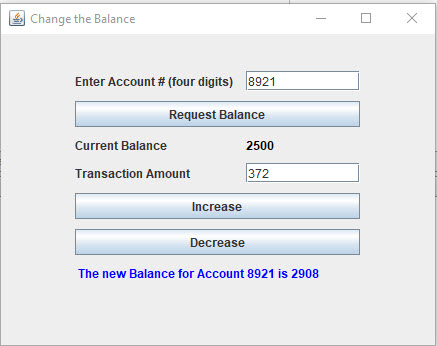 Change the Balance
Enter Account # (four digits) 8921
Request Balance
Current Balance 2500
Transaction Amount 372
Increase
Decrease
The new Balance for Account 8921 is 2908